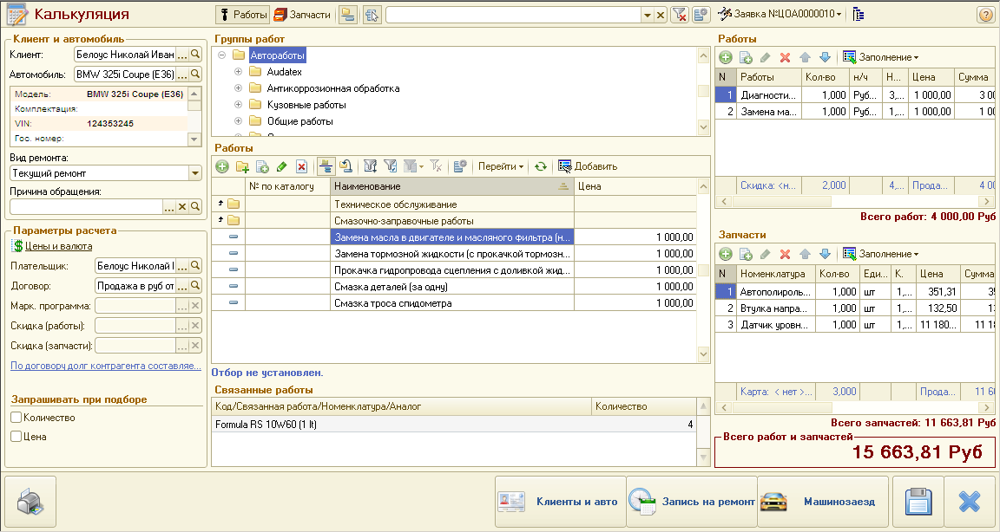 Калькуляция
Работы
Запчасти
Заявка №ЦОА0000010
Клиент и автомобиль
Клиент: Белоус Николай Иван ...
Автомобиль: BMW 325i Coupe (E36) ...
Модель: BMW 325i Coupe (E36)
Комплектация:
VIN: 124353245
Гос. номер:
Вид ремонта:
Текущий ремонт
Причина обращения:
...
Параметры расчета
Цены и валюта
Плательщик: Белоус Николай I ...
Договор: Продажа в руб от ...
Марк. программа: ...
Скидка (работы): ...
Скидка (запчасти): ...
По договору долг контрагента составляе...
Запрашивать при подборе
Количество
Цена
Группы работ
Автоработы
Audatex
Антикоррозионная обработка
Кузовные работы
Общие работы
Работы
Перейти
Добавить
№ по каталогу Наименование Цена
Техническое обслуживание
Смазочно-заправочные работы
Замена масла в двигателе и масляного фильтра (н... 1 000,00
Замена тормозной жидкости (с прокачкой тормозн... 1 000,00
Прокачка гидропровода сцепления с доливкой жид... 1 000,00
Смазка деталей (за одну) 1 000,00
Смазка троса спидометра 1 000,00
Отбор не установлен.
Связанные работы
Код/Связанная работа/Номенклатура/Аналог Количество
Formula RS 10W60 (1 lt) 4
Работы
Заполнение
N Работы Кол-во н/ч Н... Цена Сумма
1 Диагности... 1,000 Руб... 3,... 1 000,00 3 00
2 Замена ма... 1,000 Руб... 1,... 1 000,00 1 00
Скидка: <н... 2,000 4,... Прода... 4 00
Всего работ: 4 000,00 Руб
Запчасти
Заполнение
N Номенклатура Кол-во Еди... К. Цена Сумма
1 Автополироль... 1,000 шт 1,... 351,31 35
2 Втулка напра... 1,000 шт 1,... 132,50 1
3 Датчик уровн... 1,000 шт 1,... 11 180... 11 18
Карта: < нет >... 3,000 Прода... 11 6
Всего запчастей: 11 663,81 Руб
Всего работ и запчастей
15 663,81 Руб
Клиенты и авто
Запись на ремонт
Машинозаезд